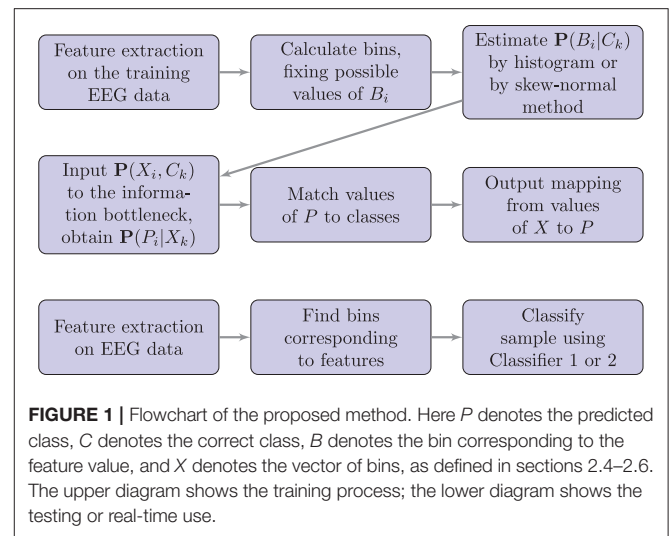 Feature extraction
on the training
EEG data
Calculate bins,
fixing possible
values of B_i
Estimate P(B_i|C_k)
by histogram or
by skew-normal
method
Input P(X_i, C_k)
to the informa-
tion bottleneck,
obtain P(P_i|X_k)
Match values
of P to classes
Output mapping
from values
of X to P
Feature extraction
on EEG data
Find bins
corresponding
to features
Classify
sample using
Classifier 1 or 2
FIGURE 1 | Flowchart of the proposed method. Here P denotes the predicted
class, C denotes the correct class, B denotes the bin corresponding to the
feature value, and X denotes the vector of bins, as defined in sections 2.4–2.6.
The upper diagram shows the training process; the lower diagram shows the
testing or real-time use.